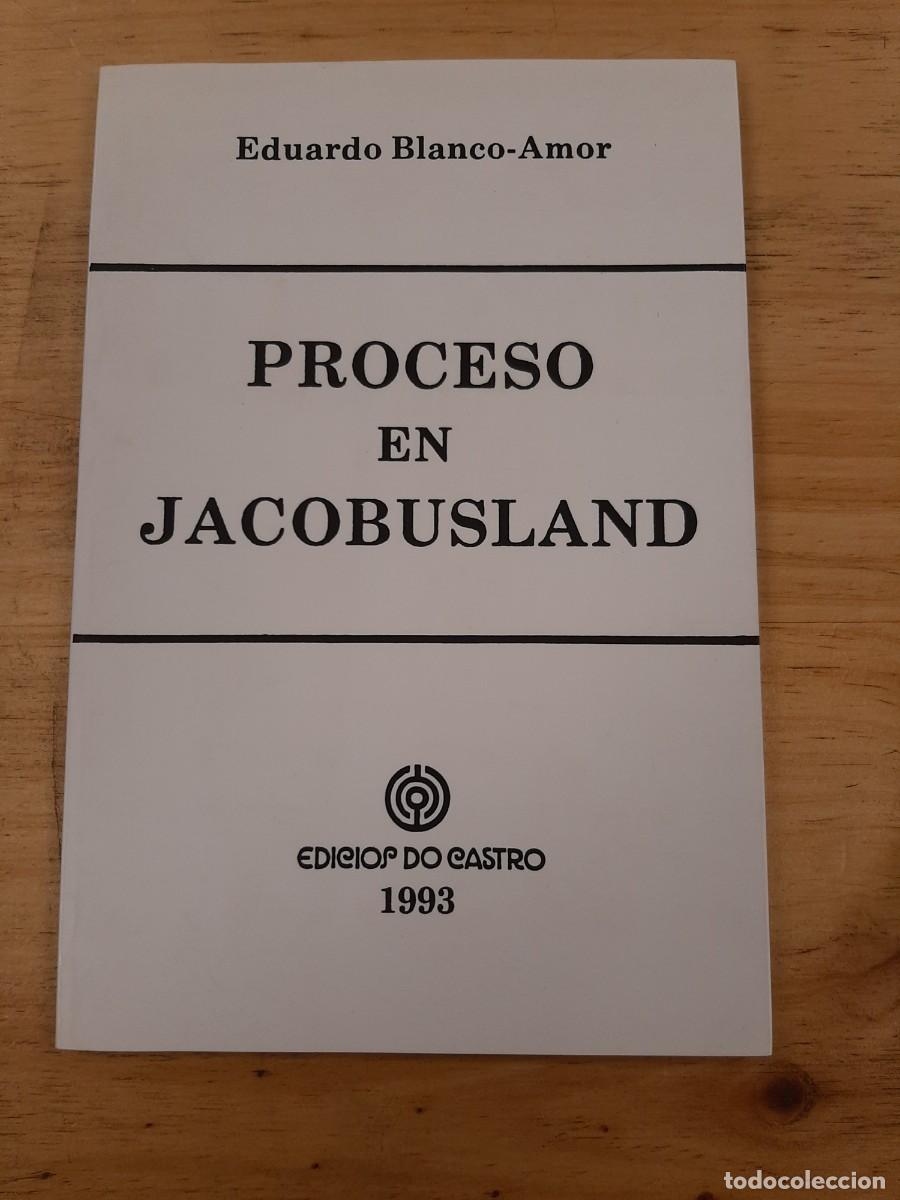 Eduardo Blanco-Amor
PROCESO
EN
JACOBUSLAND
EDICIOS DO CASTRO
1993
todocoleccion